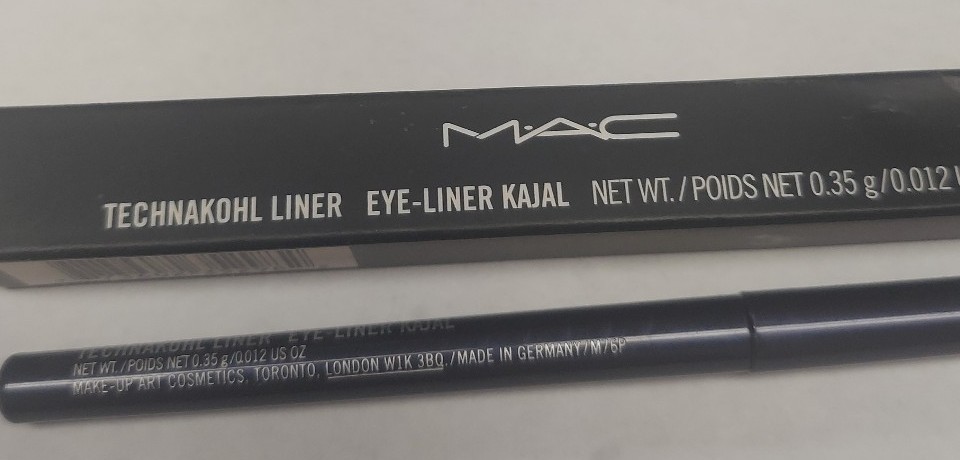 M·A·C
TECHNAKOHL LINER EYE-LINER KAJAL NET WT./POIDS NET 0.35 g/0.012
TECHNAKOHL LINER EYE-LINER KAJAL
NET WT./POIDS NET 0.35 g/0.012 US OZ
MAKE-UP ART COSMETICS, TORONTO, LONDON W1K 3BQ,/MADE IN GERMANY/M/6P